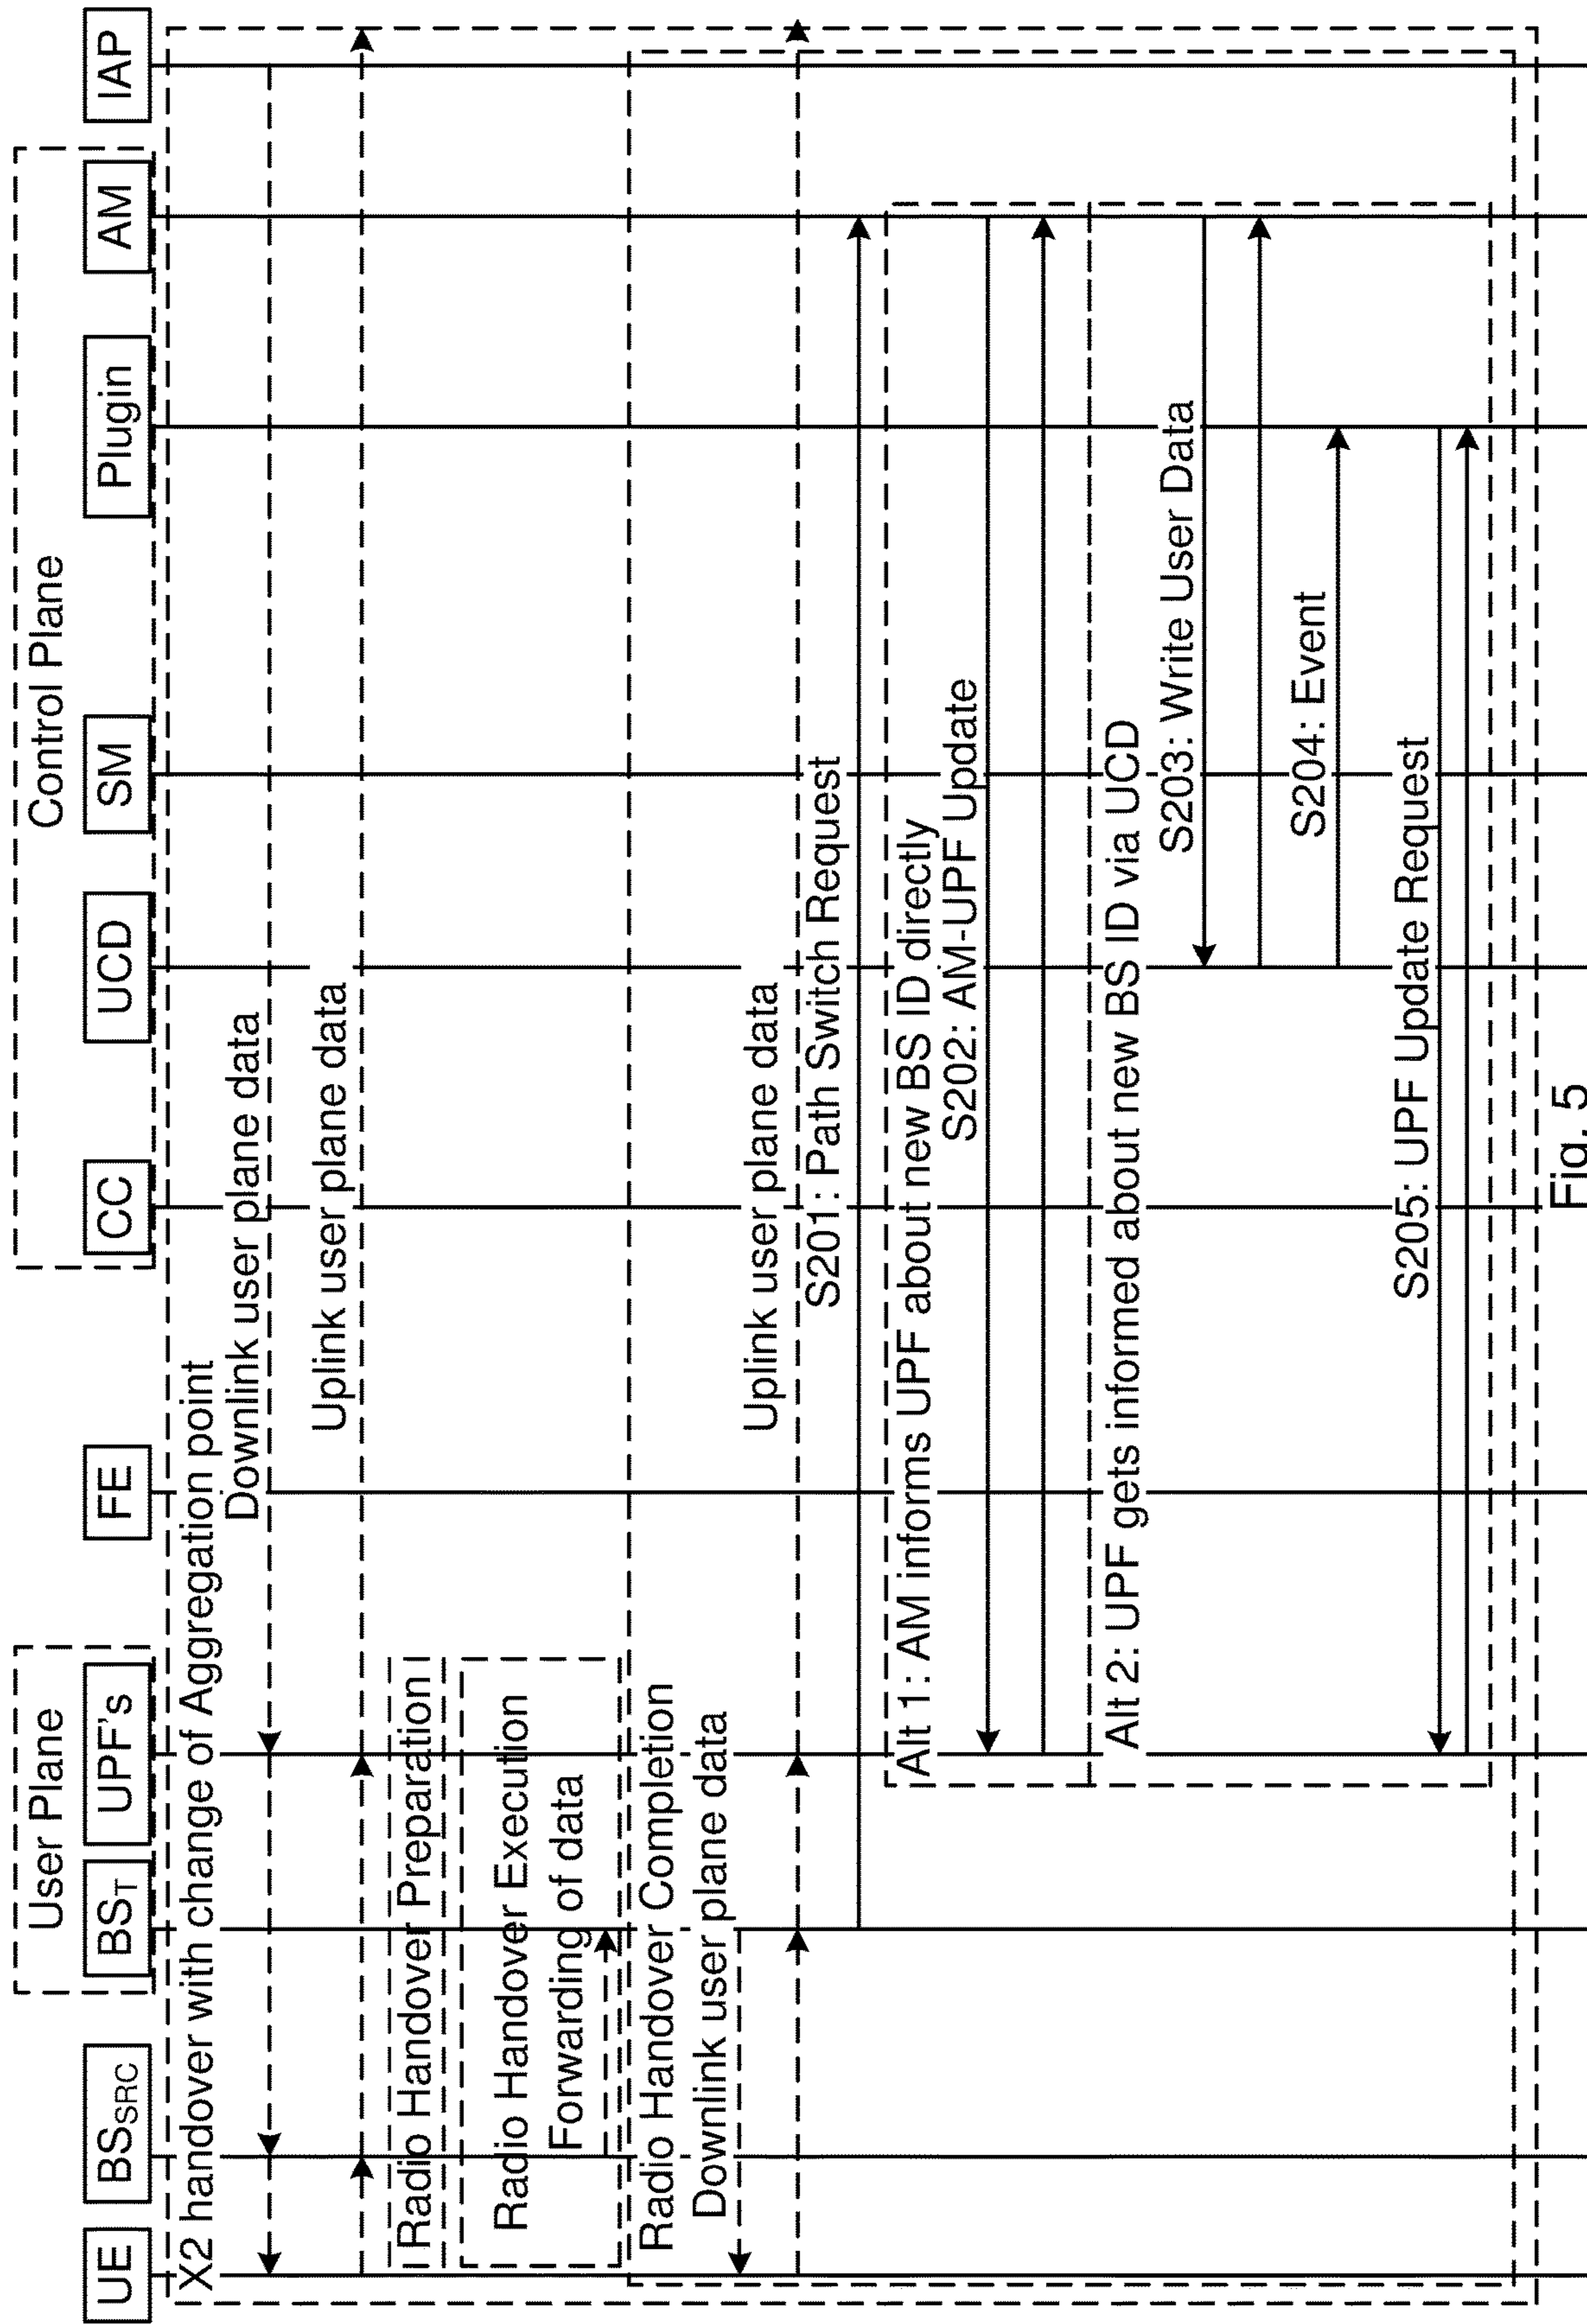 User Plane
Control Plane
UE
BSSRC
BST
UPF's
FE
CC
UCD
SM
Plugin
AM
IAP
X2 handover with change of Aggregation point
Downlink user plane data
Uplink user plane data
Radio Handover Preparation
Radio Handover Execution
Forwarding of data
Radio Handover Completion
Downlink user plane data
Uplink user plane data
S201: Path Switch Request
Alt 1: AM informs UPF about new BS ID directly
S202: AM-UPF Update
Alt 2: UPF gets informed about new BS ID via UCD
S203: Write User Data
S204: Event
S205: UPF Update Request
Fig. 5